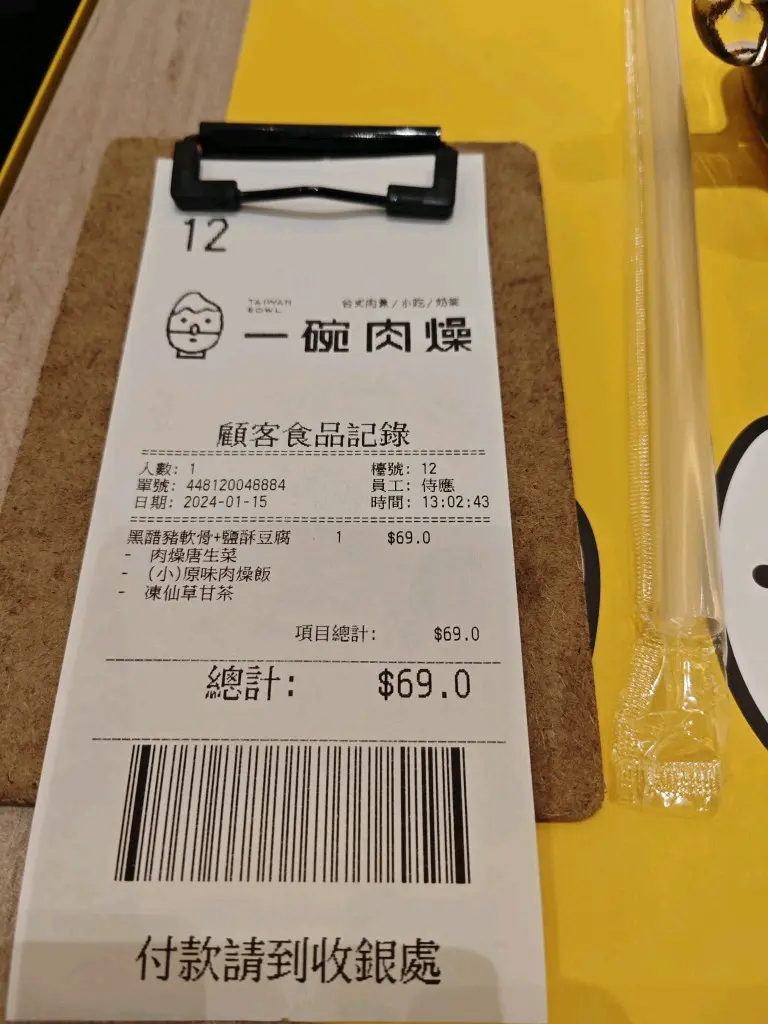 12
TAIWAN
BOWL
台式肉燥/小吃/奶茶
一碗肉燥
顧客食品記錄
人數: 1 檯號: 12
單號: 448120048884 員工: 侍應
日期: 2024-01-15 時間: 13:02:43
黑醋豬軟骨+鹽酥豆腐 1 $69.0
- 肉燥唐生菜
- (小)原味肉燥飯
- 凍仙草甘茶
項目總計: $69.0
總計: $69.0
付款請到收銀處